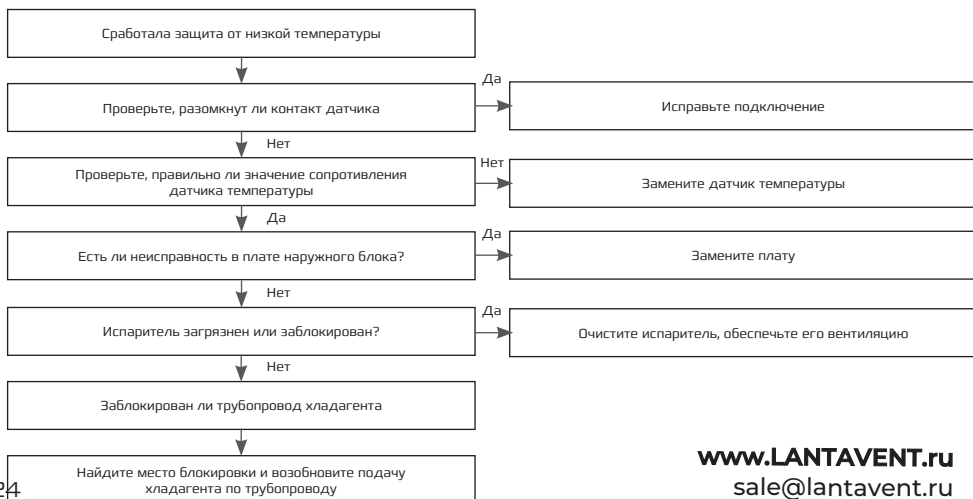 Сработала защита от низкой температуры
Да
Проверьте, разомкнут ли контакт датчика
Исправьте подключение
Нет
Проверьте, правильно ли значение сопротивления
датчика температуры
Нет
Замените датчик температуры
Да
Есть ли неисправность в плате наружного блока?
Да
Замените плату
Нет
Испаритель загрязнен или заблокирован?
Да
Очистите испаритель, обеспечьте его вентиляцию
Нет
Заблокирован ли трубопровод хладагента
Найдите место блокировки и возобновите подачу
хладагента по трубопроводу
24
www.LANTAVENT.ru
sale@lantavent.ru